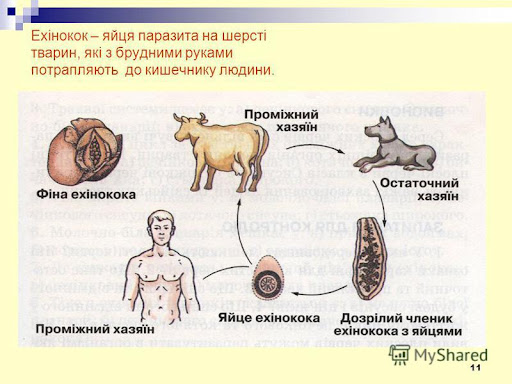 Ехінокок – яйця паразита на шерсті
тварин, які з брудними руками
потрапляють до кишечнику людини.
Проміжний
хазяїн
Фіна ехінокока
Остаточний
хазяїн
Проміжний хазяїн
Яйце ехінокока
Дозрілий членик
ехінокока з яйцями
MyShared
11